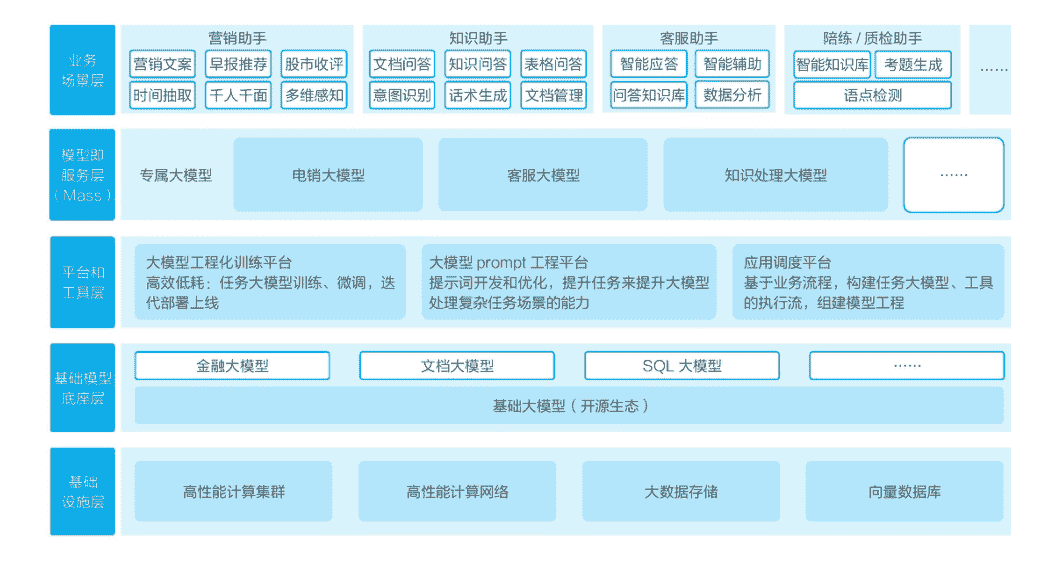 业务
场景层
营销助手
营销文案 早报推荐 股市收评
时间抽取 千人千面 多维感知
知识助手
文档问答 知识问答 表格问答
意图识别 话术生成 文档管理
客服助手
智能应答 智能辅助
问答知识库 数据分析
陪练 / 质检助手
智能知识库 考题生成
语点检测
……
模型即
服务层
（Mass）
专属大模型 电销大模型 客服大模型 知识处理大模型 ……
平台和
工具层
大模型工程化训练平台
高效低耗：任务大模型训练、微调，迭
代部署上线
大模型 prompt 工程平台
提示词开发和优化，提升任务来提升大模型
处理复杂任务场景的能力
应用调度平台
基于业务流程，构建任务大模型、工具
的执行流，组建模型工程
基础模型
底座层
金融大模型 文档大模型 SQL 大模型 ……
基础大模型（开源生态）
基础
设施层
高性能计算集群 高性能计算网络 大数据存储 向量数据库